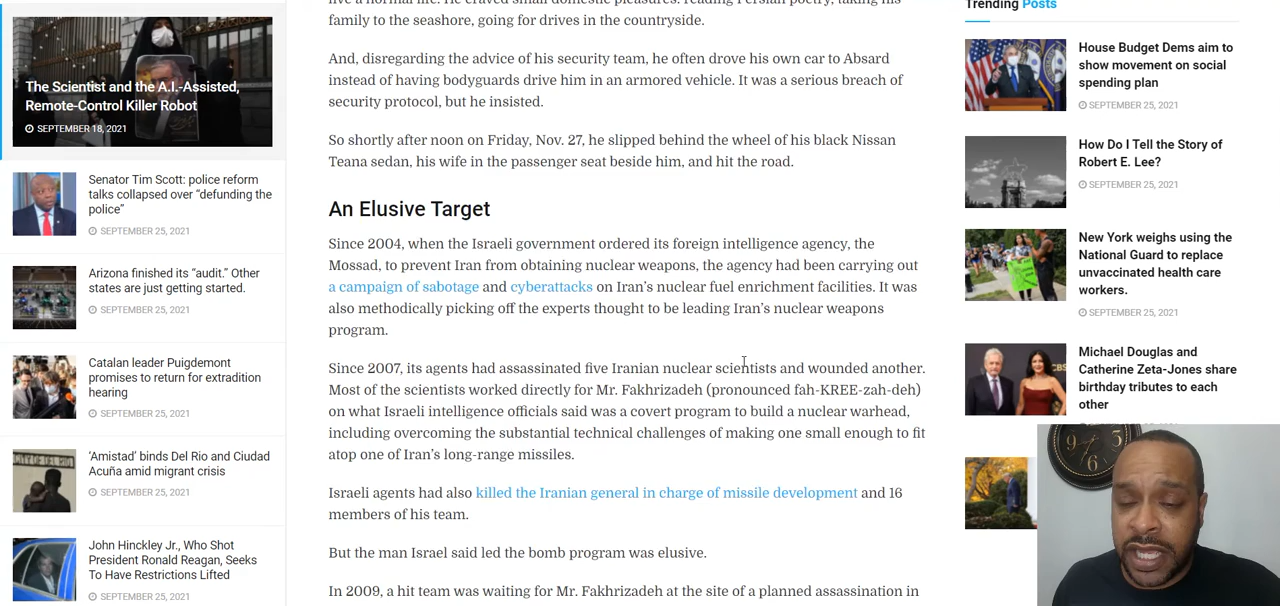 The Scientist and the A.I.-Assisted,
Remote-Control Killer Robot
SEPTEMBER 18, 2021
Senator Tim Scott: police reform
talks collapsed over “defunding the
police”
SEPTEMBER 25, 2021
Arizona finished its “audit.” Other
states are just getting started.
SEPTEMBER 25, 2021
Catalan leader Puigdemont
promises to return for extradition
hearing
SEPTEMBER 25, 2021
‘Amistad’ binds Del Rio and Ciudad
Acuña amid migrant crisis
SEPTEMBER 25, 2021
John Hinckley Jr., Who Shot
President Ronald Reagan, Seeks
To Have Restrictions Lifted
SEPTEMBER 25, 2021
live a normal life. He craved small domestic pleasures: reading Persian poetry, taking his
family to the seashore, going for drives in the countryside.
And, disregarding the advice of his security team, he often drove his own car to Absard
instead of having bodyguards drive him in an armored vehicle. It was a serious breach of
security protocol, but he insisted.
So shortly after noon on Friday, Nov. 27, he slipped behind the wheel of his black Nissan
Teana sedan, his wife in the passenger seat beside him, and hit the road.
An Elusive Target
Since 2004, when the Israeli government ordered its foreign intelligence agency, the
Mossad, to prevent Iran from obtaining nuclear weapons, the agency had been carrying out
a campaign of sabotage and cyberattacks on Iran’s nuclear fuel enrichment facilities. It was
also methodically picking off the experts thought to be leading Iran’s nuclear weapons
program.
Since 2007, its agents had assassinated five Iranian nuclear scientists and wounded another.
Most of the scientists worked directly for Mr. Fakhrizadeh (pronounced fah-KREE-zah-deh)
on what Israeli intelligence officials said was a covert program to build a nuclear warhead,
including overcoming the substantial technical challenges of making one small enough to fit
atop one of Iran’s long-range missiles.
Israeli agents had also killed the Iranian general in charge of missile development and 16
members of his team.
But the man Israel said led the bomb program was elusive.
In 2009, a hit team was waiting for Mr. Fakhrizadeh at the site of a planned assassination in
Trending Posts
House Budget Dems aim to
show movement on social
spending plan
SEPTEMBER 25, 2021
How Do I Tell the Story of
Robert E. Lee?
SEPTEMBER 25, 2021
New York weighs using the
National Guard to replace
unvaccinated health care
workers.
SEPTEMBER 25, 2021
Michael Douglas and
Catherine Zeta-Jones share
birthday tributes to each
other